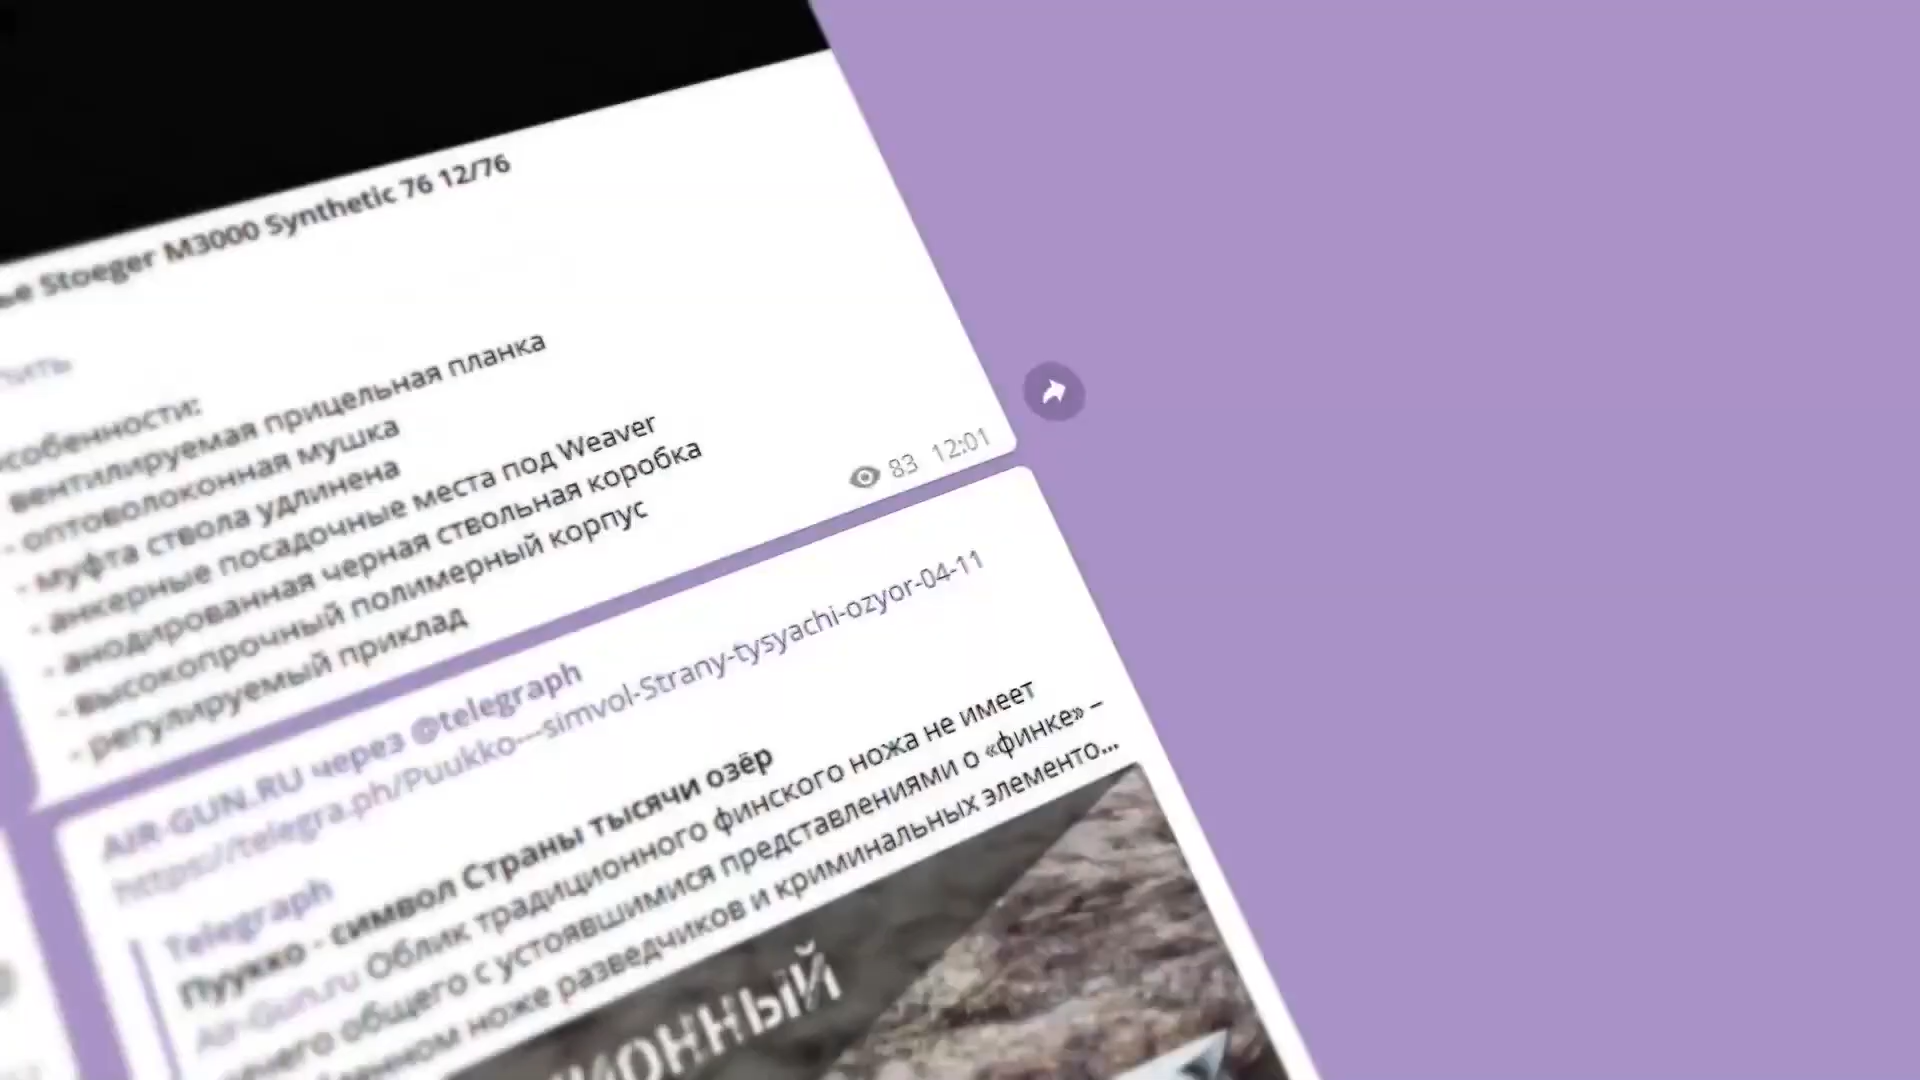 Stoeger M3000 Synthetic 76 12/76
вентилируемая прицельная планка
- оптоволоконная мушка
- муфта ствола удлинена
- анкерные посадочные места под Weaver
- анодированная черная ствольная коробка
- высокопрочный полимерный корпус
- регулируемый приклад
83 12:01
AIR-GUN.RU через @telegraph
https://telegra.ph/Puukko---simvol-Strany-tysyachi-ozyor-04-11
Telegraph
Пуукко - символ Страны тысячи озёр
Air-Gun.ru Облик традиционного финского ножа не имеет
ничего общего с устоявшимися представлениями о «финке» –
ноже разведчиков и криминальных элементо...